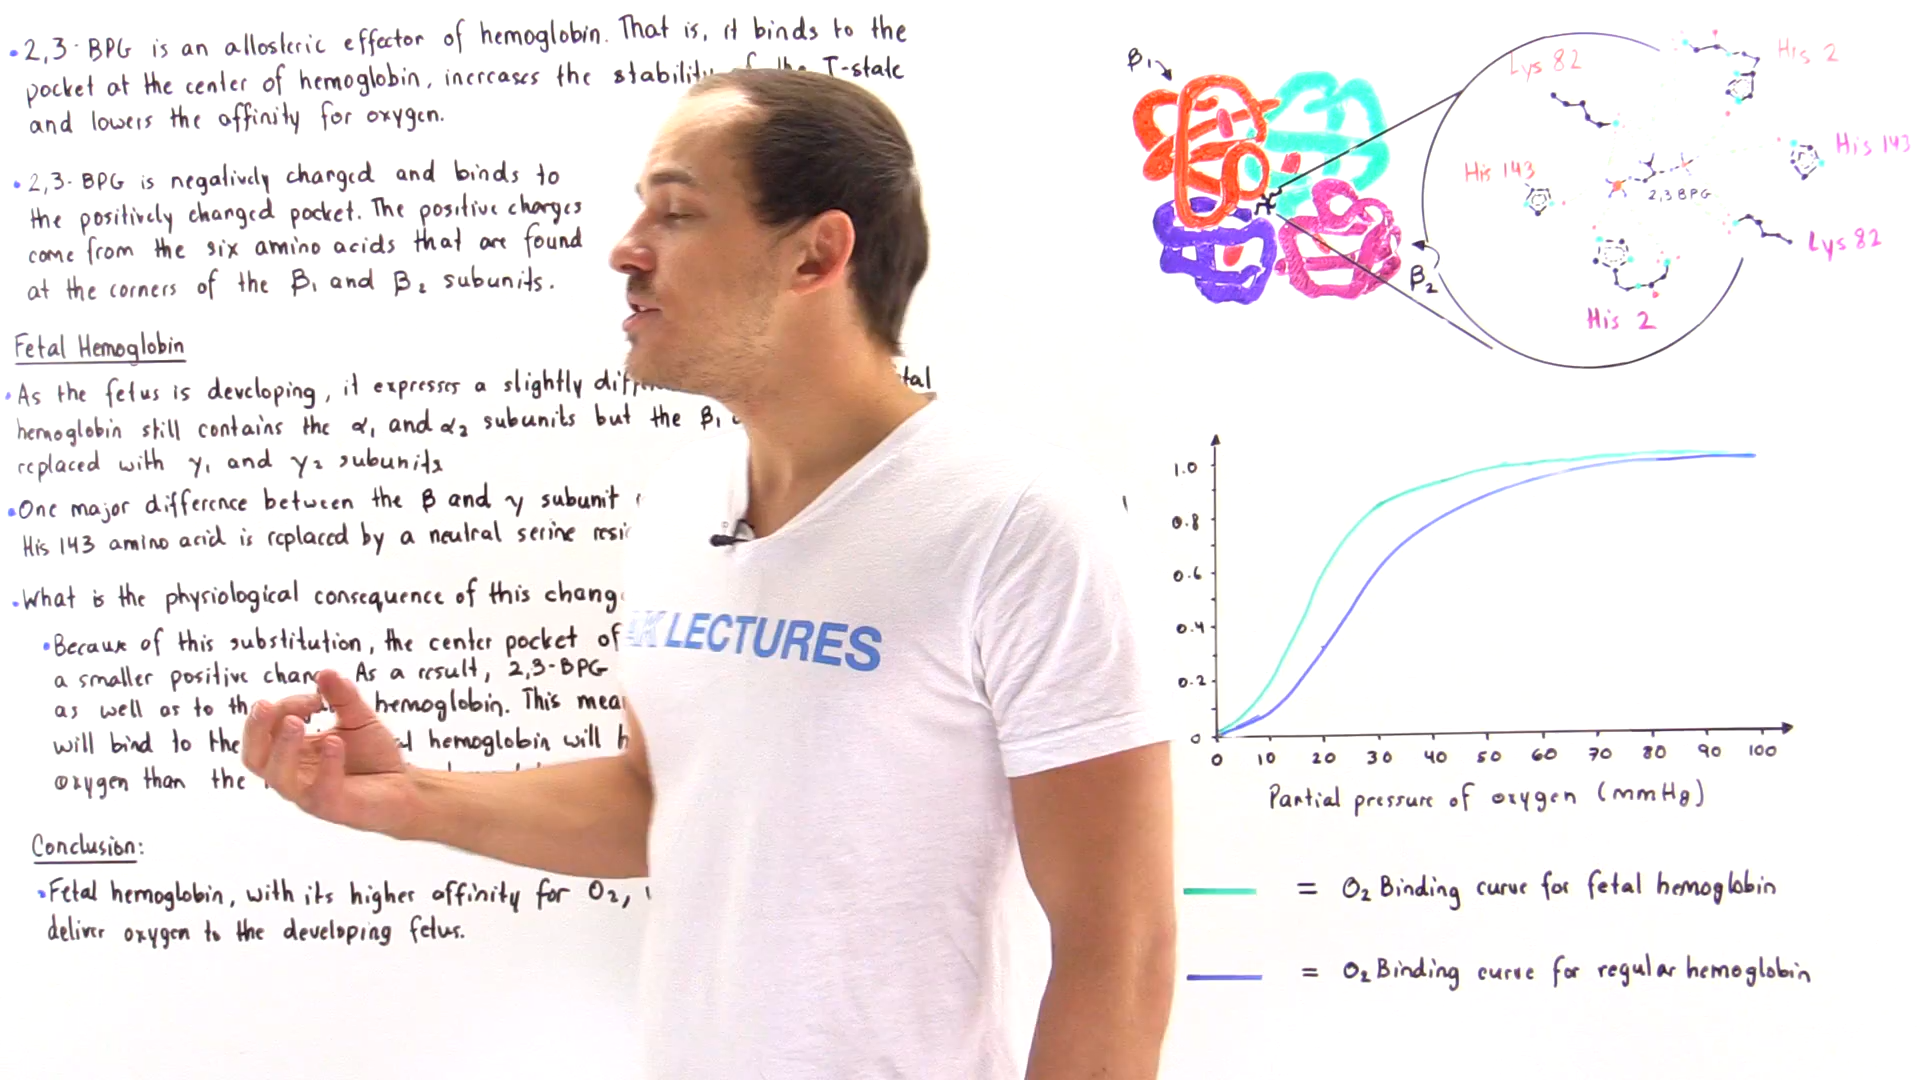 • 2,3-BPG is an allosteric effector of hemoglobin. That is, it binds to the
pocket at the center of hemoglobin, increases the stability of the T-state
and lowers the affinity for oxygen.
• 2,3-BPG is negatively charged and binds to
the positively charged pocket. The positive charges
come from the six amino acids that are found
at the corners of the β1 and β2 subunits.
Fetal Hemoglobin
• As the fetus is developing, it expresses a slightly
hemoglobin still contains the α1 and α2 subunits but the β1
replaced with γ1 and γ2 subunits
• One major difference between the β and γ subunit
His 143 amino acid is replaced by a neutral serine
• What is the physiological consequence of this
• Because of this substitution, the center pocket of
a smaller positive As a result, 2,3-BPG
as well as to hemoglobin. This
will bind to the hemoglobin will
oxygen than the
Conclusion:
• Fetal hemoglobin, with its higher affinity for O2,
deliver oxygen to the developing fetus.
LECTURES
β1
β2
Lys 82
His 2
His 143
His 143
2,3 BPG
Lys 82
His 2
1.0
0.8
0.6
0.4
0.2
0
0 10 20 30 40 50 60 70 80 90 100
Partial pressure of oxygen (mmHg)
= O2 Binding curve for fetal hemoglobin
= O2 Binding curve for regular hemoglobin